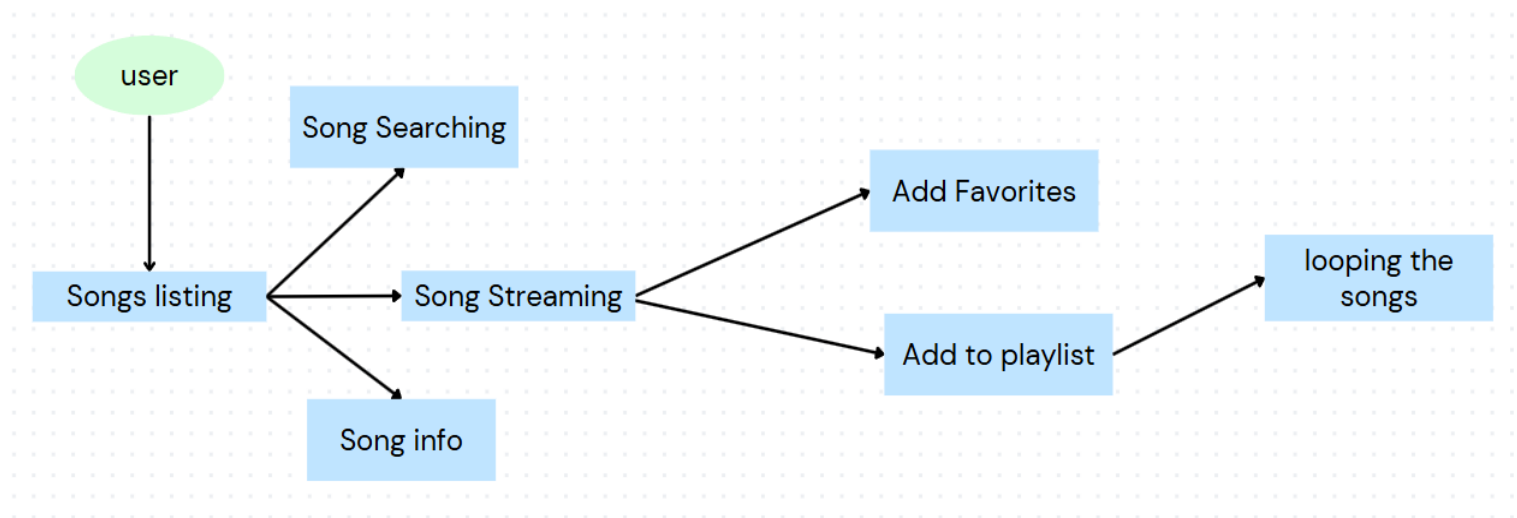 user
Song Searching
Songs listing
Song Streaming
Song info
Add Favorites
Add to playlist
looping the
songs